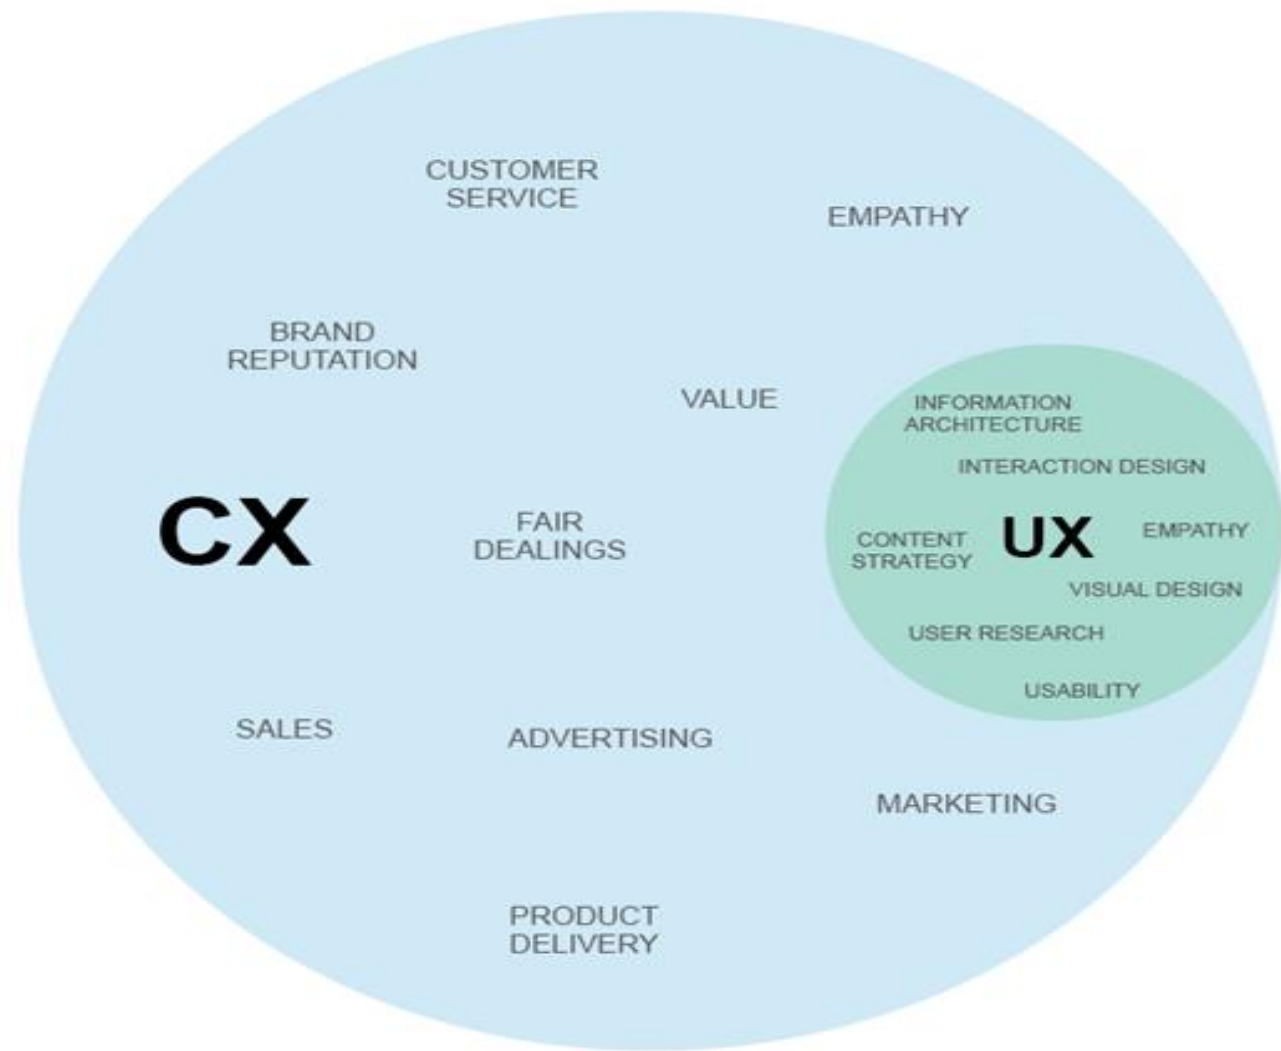 CUSTOMER
SERVICE
EMPATHY
BRAND
REPUTATION
VALUE
INFORMATION
ARCHITECTURE
INTERACTION DESIGN
CX
FAIR
DEALINGS
CONTENT
STRATEGY
UX
EMPATHY
VISUAL DESIGN
USER RESEARCH
USABILITY
SALES
ADVERTISING
MARKETING
PRODUCT
DELIVERY